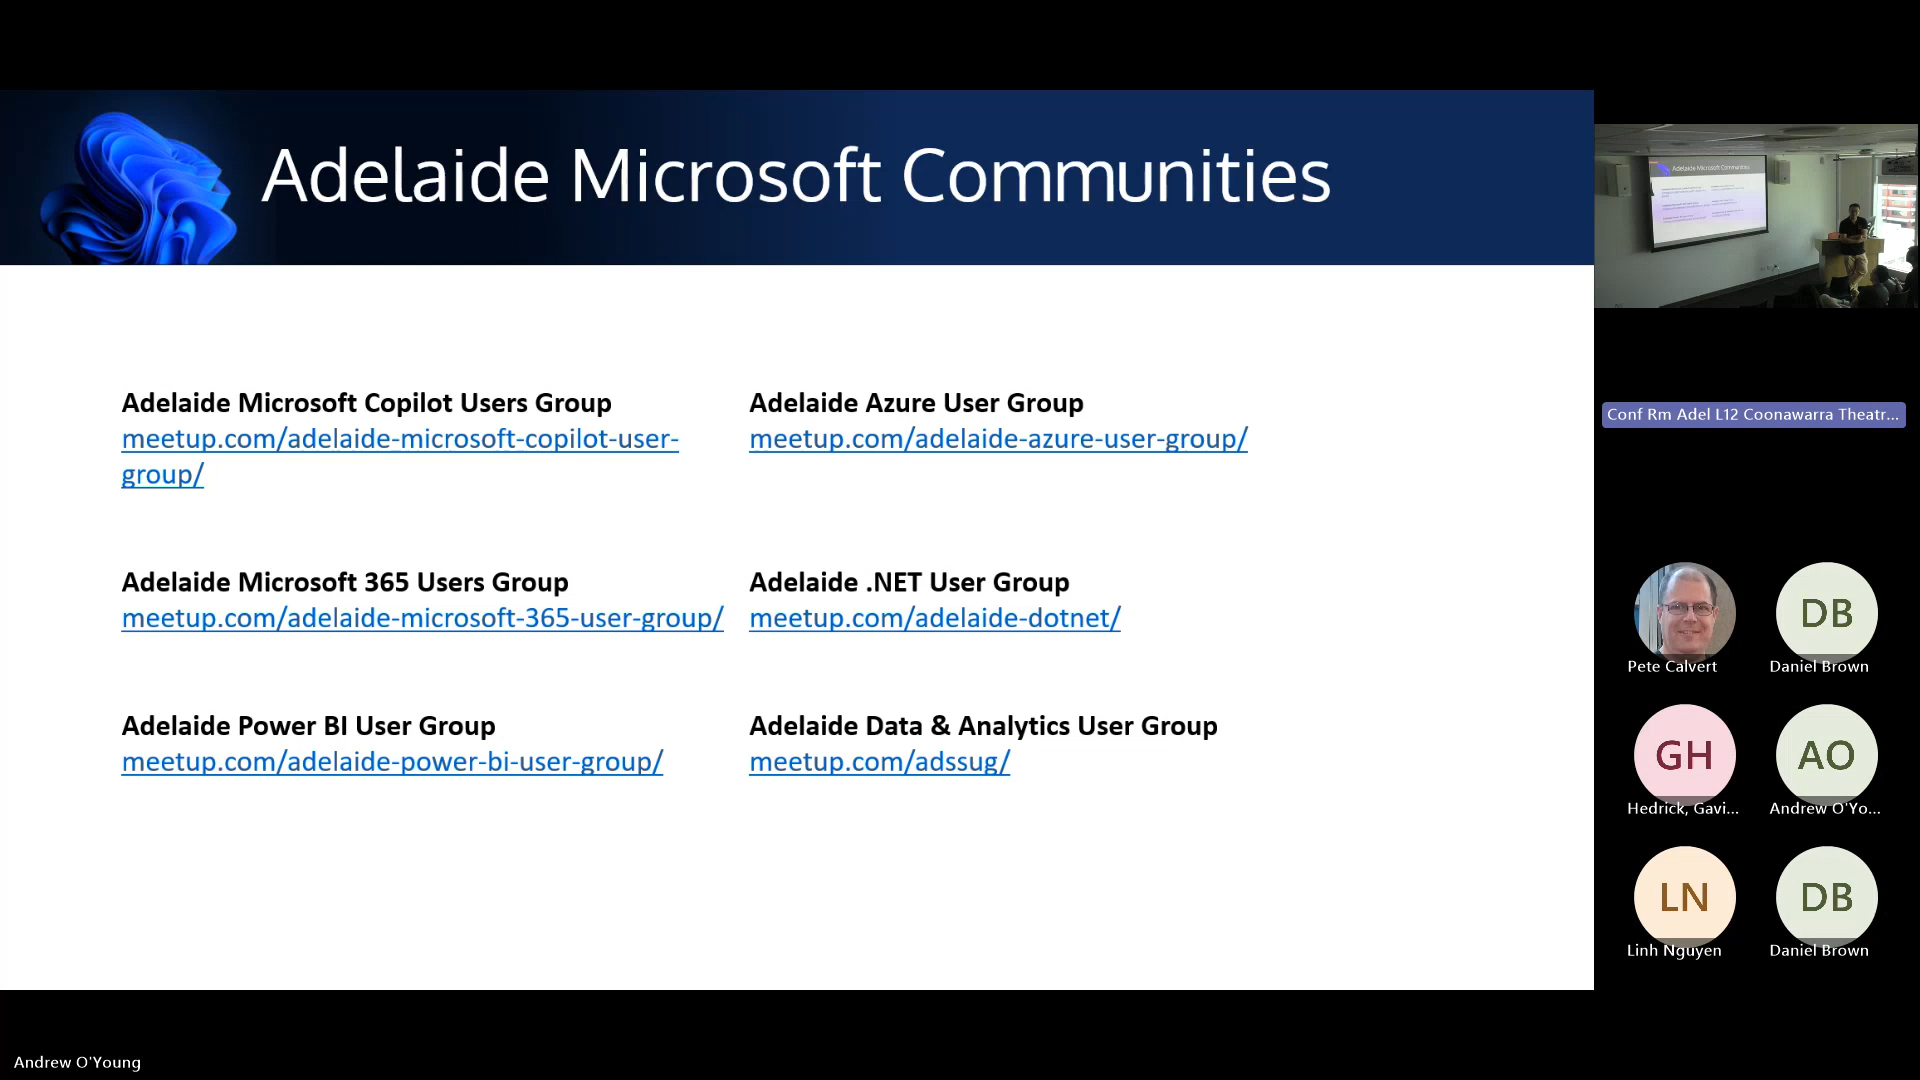 Adelaide Microsoft Communities
Adelaide Microsoft Copilot Users Group
meetup.com/adelaide-microsoft-copilot-user-
group/
Adelaide Azure User Group
meetup.com/adelaide-azure-user-group/
Adelaide Microsoft 365 Users Group
meetup.com/adelaide-microsoft-365-user-group/
Adelaide .NET User Group
meetup.com/adelaide-dotnet/
Adelaide Power BI User Group
meetup.com/adelaide-power-bi-user-group/
Adelaide Data & Analytics User Group
meetup.com/adssug/
Adelaide Microsoft Communities
Conf Rm Adel L12 Coonawarra Theatr...
Pete Calvert
DB
Daniel Brown
GH
Hedrick, Gavi...
AO
Andrew O'Yo...
LN
Linh Nguyen
DB
Daniel Brown
Andrew O'Young